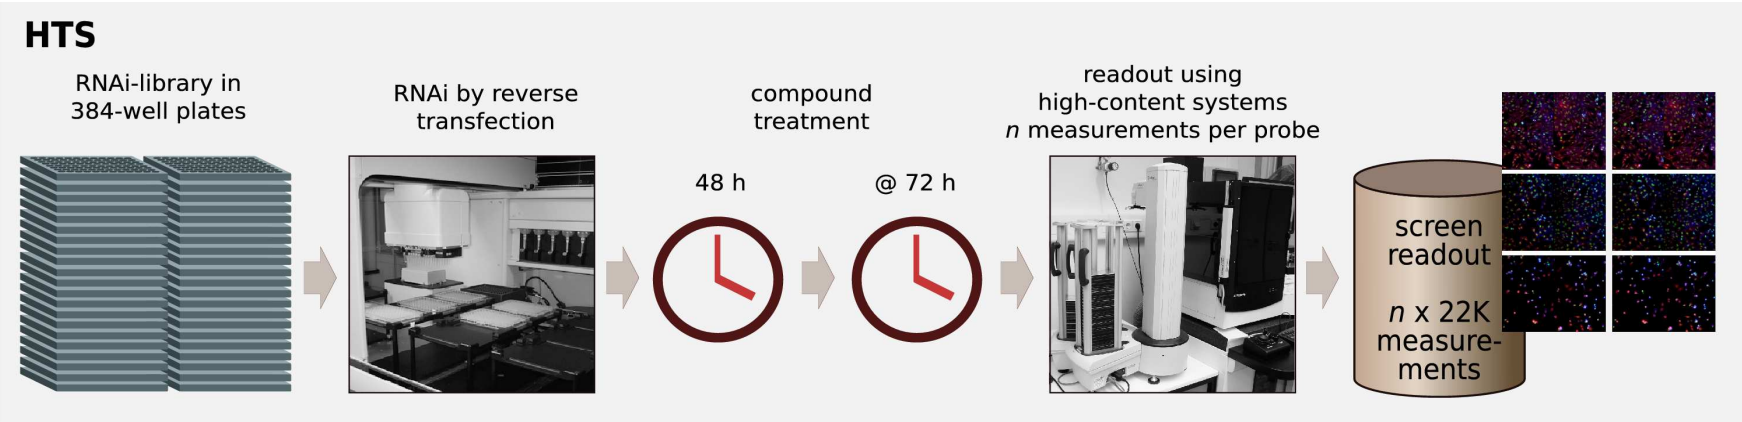 HTS
RNAi-library in
384-well plates
RNAi by reverse
transfection
compound
treatment
48 h
@ 72 h
readout using
high-content systems
n measurements per probe
screen
readout
n x 22K
measure-
ments